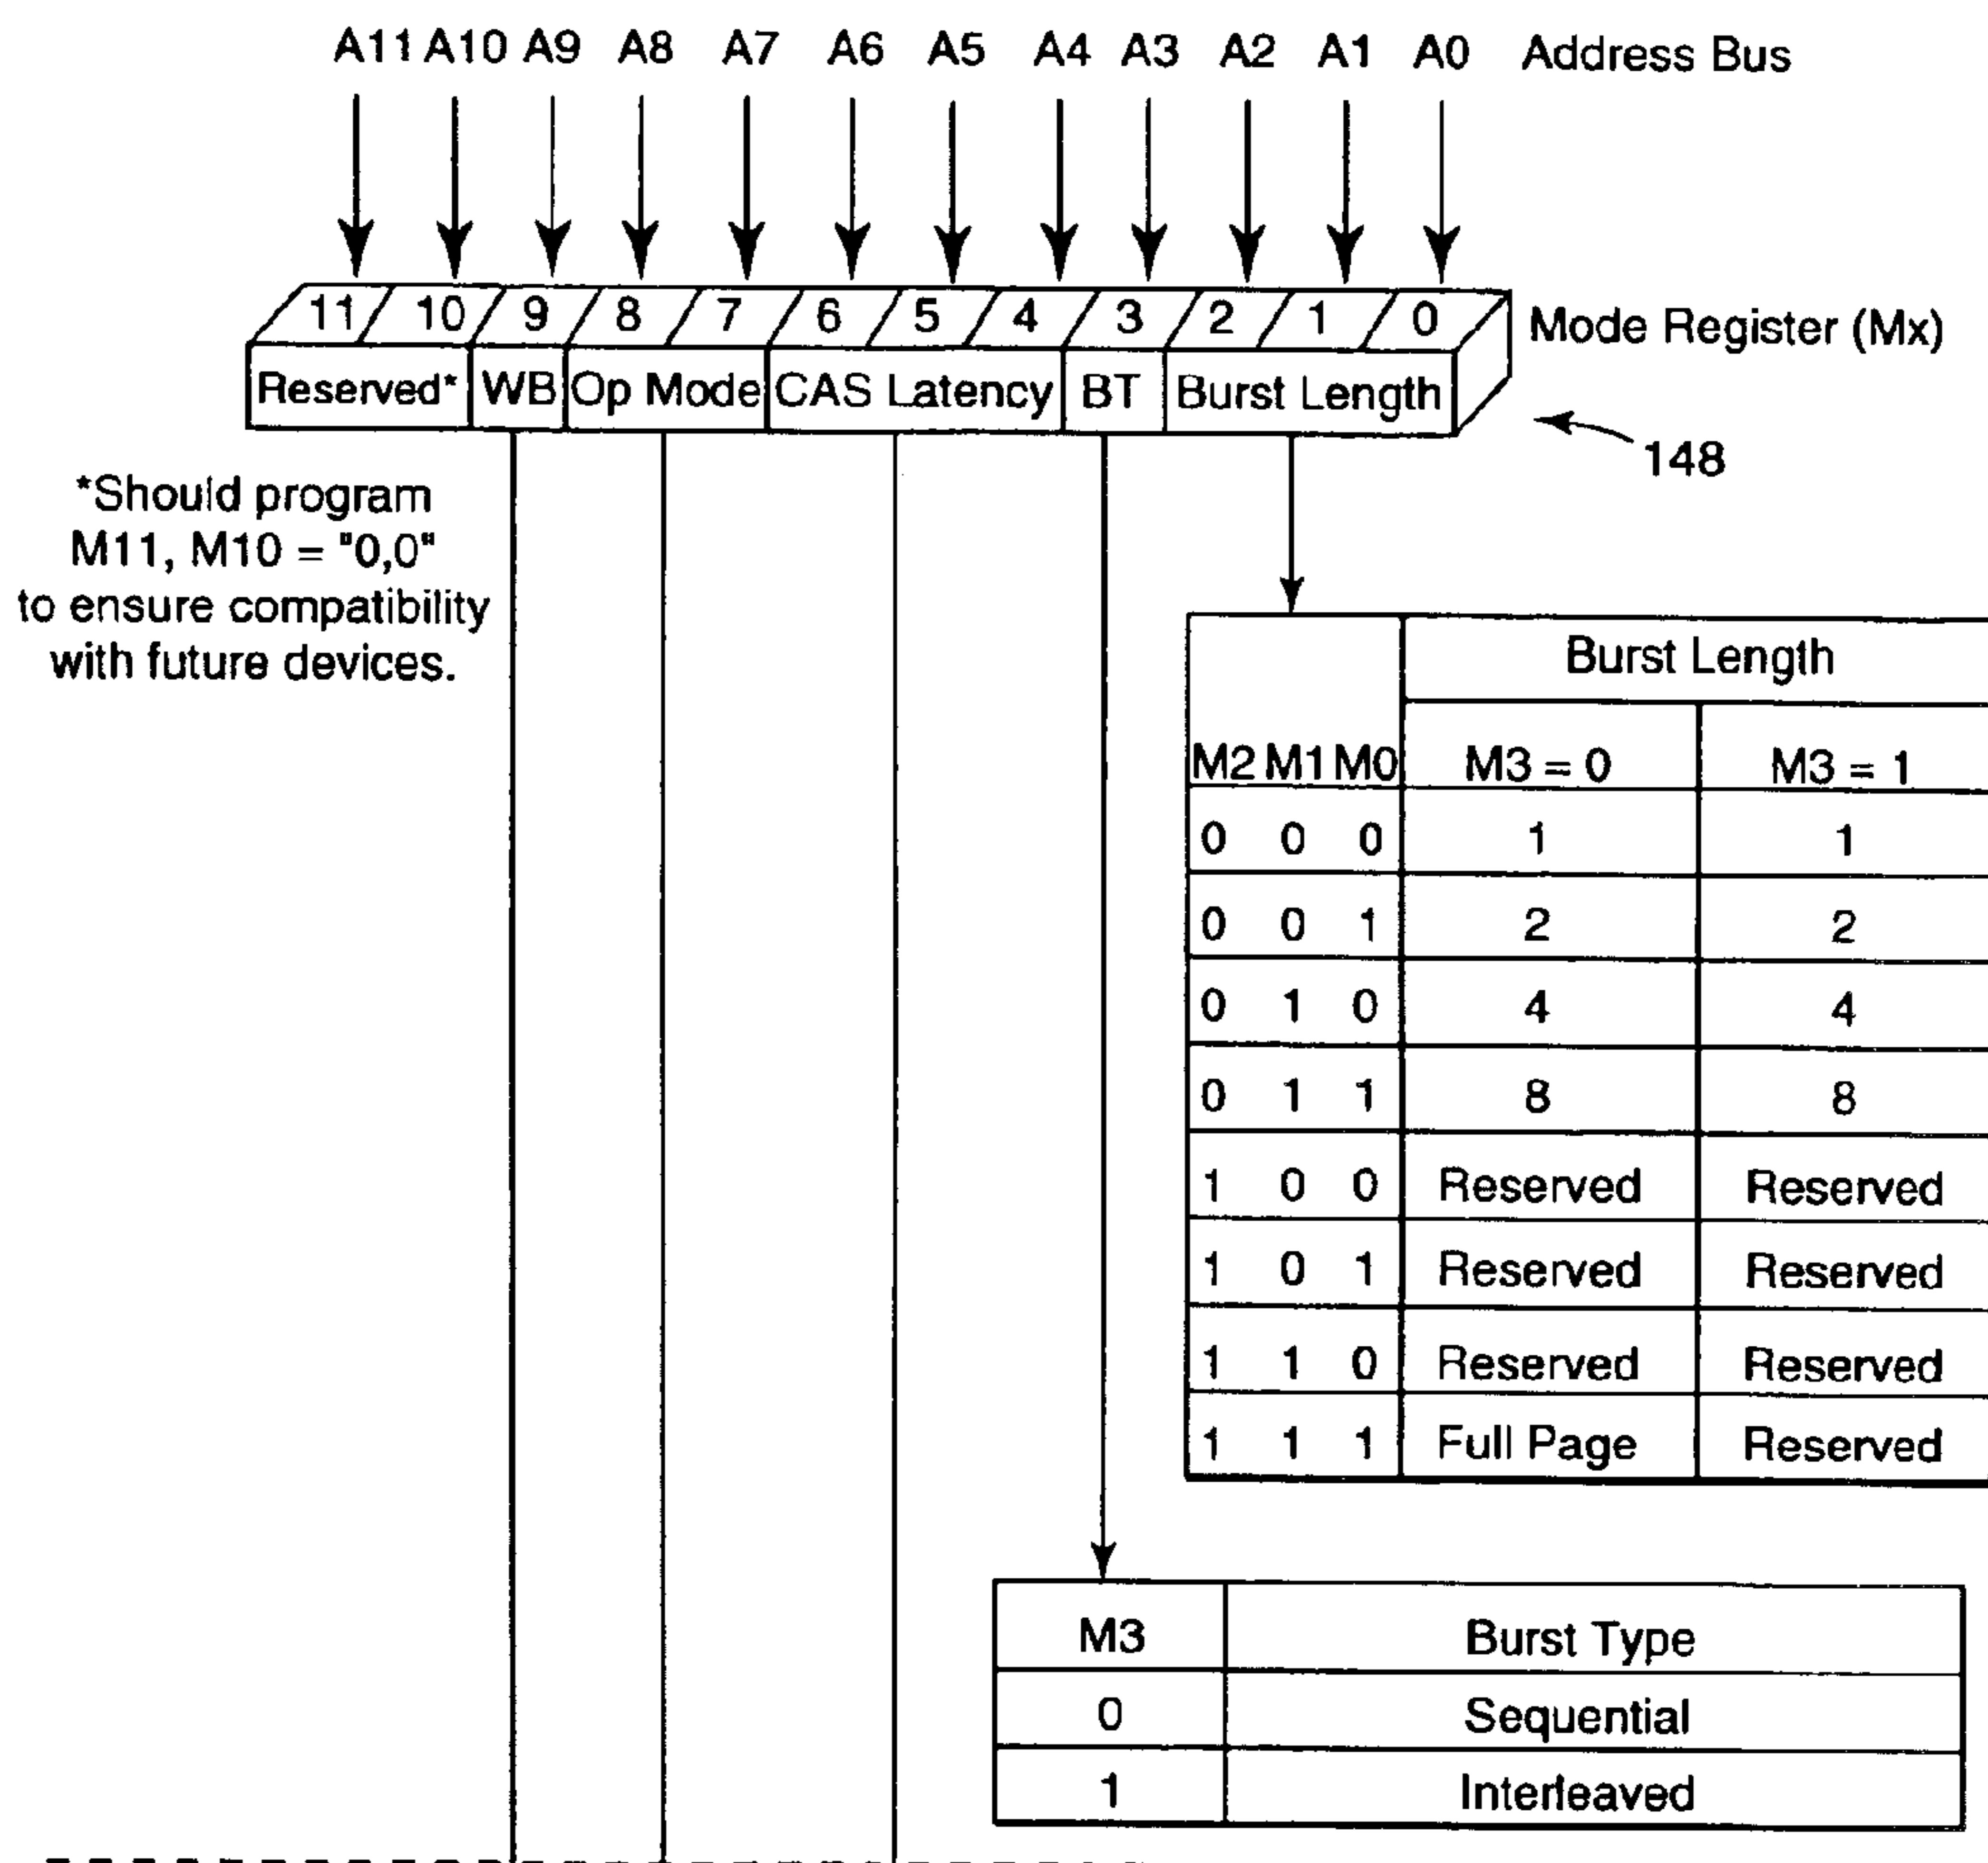 A11 A10 A9 A8 A7 A6 A5 A4 A3 A2 A1 A0 Address Bus
11 10 9 8 7 6 5 4 3 2 1 0 Mode Register (Mx)
Reserved* WB Op Mode CAS Latency BT Burst Length
148
*Should program
M11, M10 = "0,0"
to ensure compatibility
with future devices.
Burst Length
M2 M1 M0 M3 = 0 M3 = 1
0 0 0 1 1
0 0 1 2 2
0 1 0 4 4
0 1 1 8 8
1 0 0 Reserved Reserved
1 0 1 Reserved Reserved
1 1 0 Reserved Reserved
1 1 1 Full Page Reserved
M3 Burst Type
0 Sequential
1 Interleaved